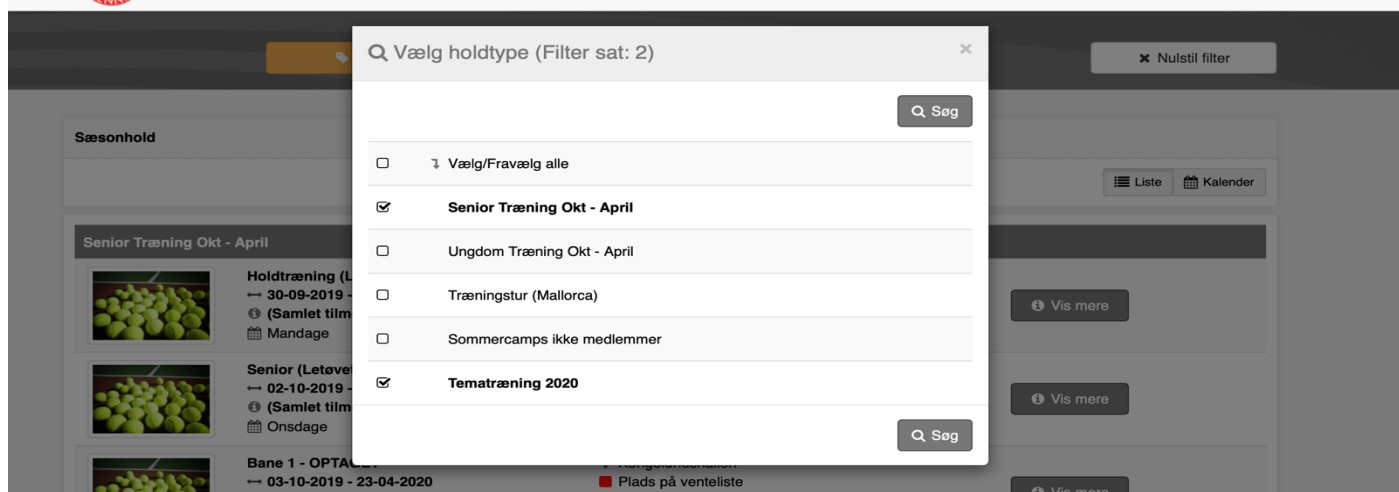 Vælg holdtype (Filter sat: 2)
×
Nulstil filter
Søg
Sæsonhold
Vælg/Fravælg alle
Liste
Kalender
Senior Træning Okt - April
Ungdom Træning Okt - April
Træningstur (Mallorca)
Sommercamps ikke medlemmer
Tematræning 2020
Søg
Senior Træning Okt - April
Holdtræning (L
30-09-2019 -
(Samlet tilm
Mandage
Vis mere
Senior (Letøve
02-10-2019 -
(Samlet tilm
Onsdage
Vis mere
Bane 1 -
03-10-2019 - 23-04-2020
Plads på venteliste
Vis mere